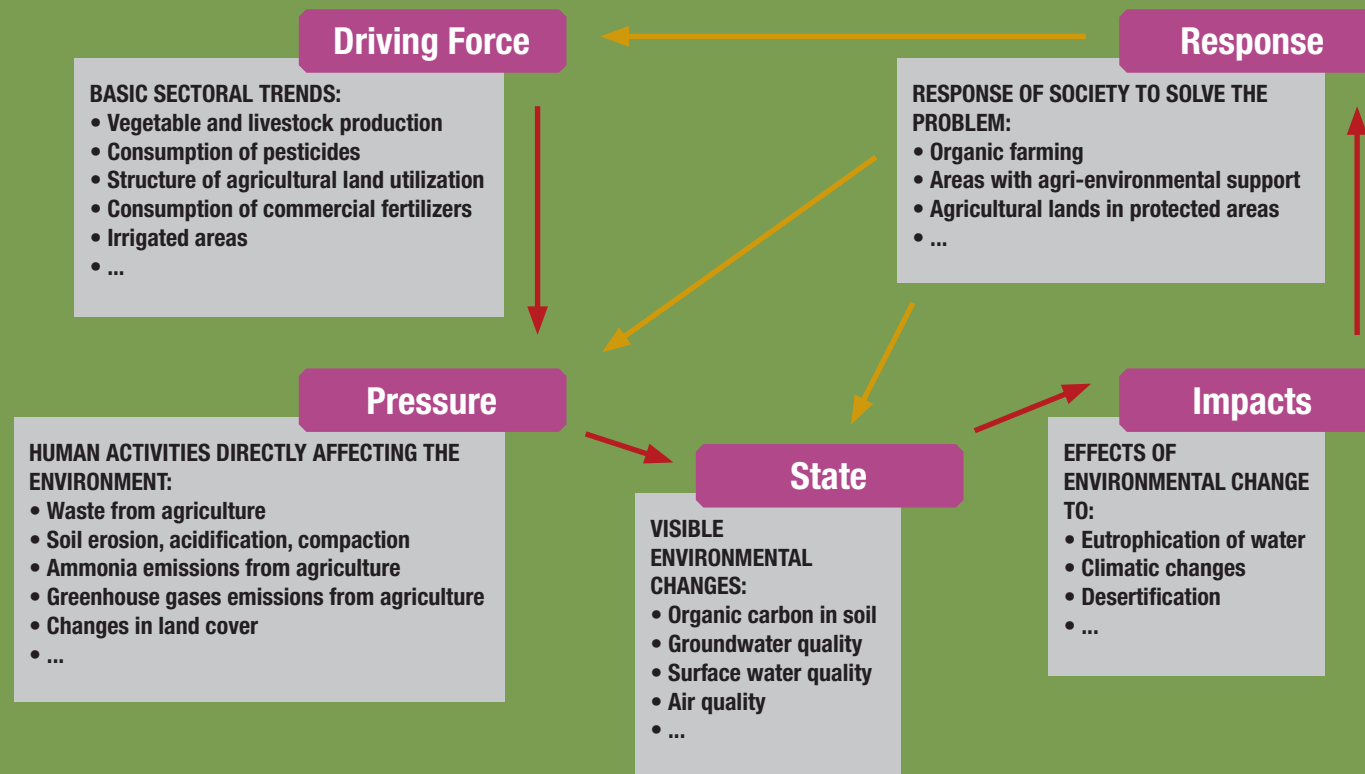 Driving Force
BASIC SECTORAL TRENDS:
• Vegetable and livestock production
• Consumption of pesticides
• Structure of agricultural land utilization
• Consumption of commercial fertilizers
• Irrigated areas
• ...
Response
RESPONSE OF SOCIETY TO SOLVE THE
PROBLEM:
• Organic farming
• Areas with agri-environmental support
• Agricultural lands in protected areas
• ...
Pressure
HUMAN ACTIVITIES DIRECTLY AFFECTING THE
ENVIRONMENT:
• Waste from agriculture
• Soil erosion, acidification, compaction
• Ammonia emissions from agriculture
• Greenhouse gases emissions from agriculture
• Changes in land cover
• ...
State
VISIBLE
ENVIRONMENTAL
CHANGES:
• Organic carbon in soil
• Groundwater quality
• Surface water quality
• Air quality
• ...
Impacts
EFFECTS OF
ENVIRONMENTAL CHANGE
TO:
• Eutrophication of water
• Climatic changes
• Desertification
• ...